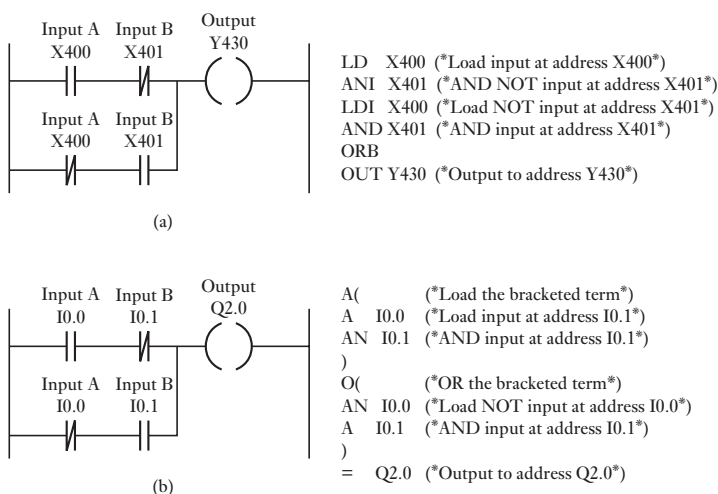 Input A Input B Output
X400 X401 Y430
Input A Input B
X400 X401
(a)
LD X400 (*Load input at address X400*)
ANI X401 (*AND NOT input at address X401*)
LDI X400 (*Load NOT input at address X401*)
AND X401 (*AND input at address X401*)
ORB
OUT Y430 (*Output to address Y430*)
Input A Input B Output
I0.0 I0.1 Q2.0
Input A Input B
I0.0 I0.1
(b)
A( (*Load the bracketed term*)
A I0.0 (*Load input at address I0.1*)
AN I0.1 (*AND input at address I0.1*)
)
O( (*OR the bracketed term*)
AN I0.0 (*Load NOT input at address I0.0*)
A I0.1 (*AND input at address I0.1*)
)
= Q2.0 (*Output to address Q2.0*)